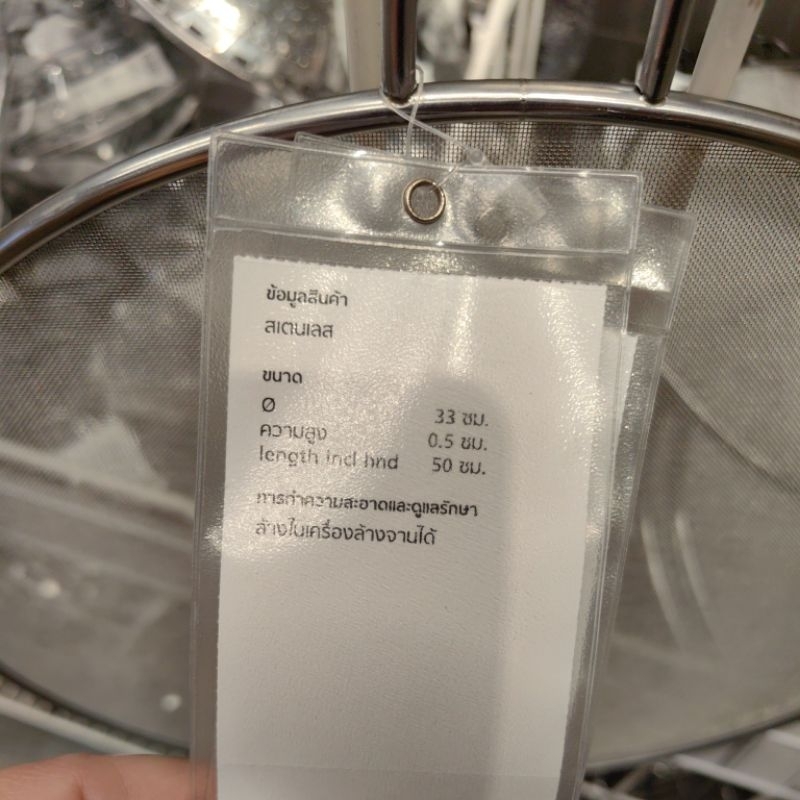 ข้อมูลสินค้า
สเตนเลส
ขนาด
Ø 33 ซม.
ความสูง 0.5 ซม.
length incl hnd 50 ซม.
การทำความสะอาดและดูแลรักษา
ล้างในเครื่องล้างจานได้